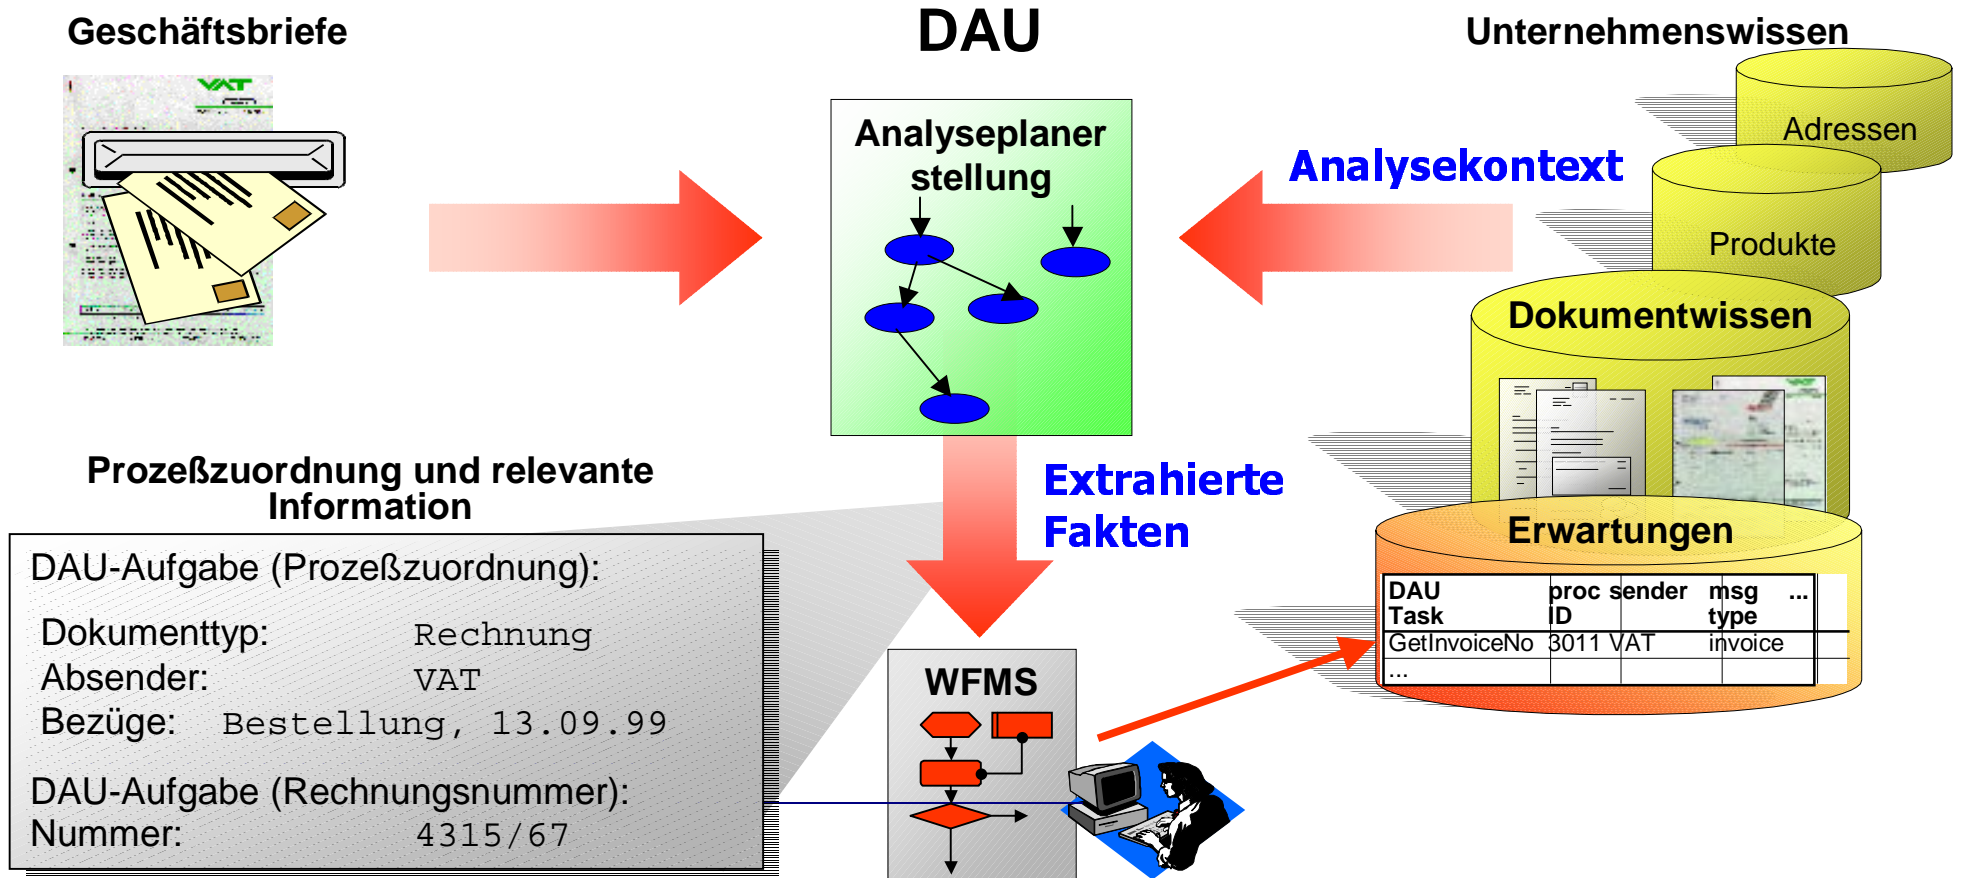 Geschäftsbriefe
DAU
Unternehmenswissen
VAT
Analyseplaner
stellung
Analysekontext
Adressen
Produkte
Dokumentwissen
Prozeßzuordnung und relevante
Information
Extrahierte
Fakten
Erwartungen
DAU proc sender msg ...
Task ID type
GetInvoiceNo 3011 VAT invoice
...
DAU-Aufgabe (Prozeßzuordnung):
Dokumenttyp: Rechnung
Absender: VAT
Bezüge: Bestellung, 13.09.99
DAU-Aufgabe (Rechnungsnummer):
Nummer: 4315/67
WFMS